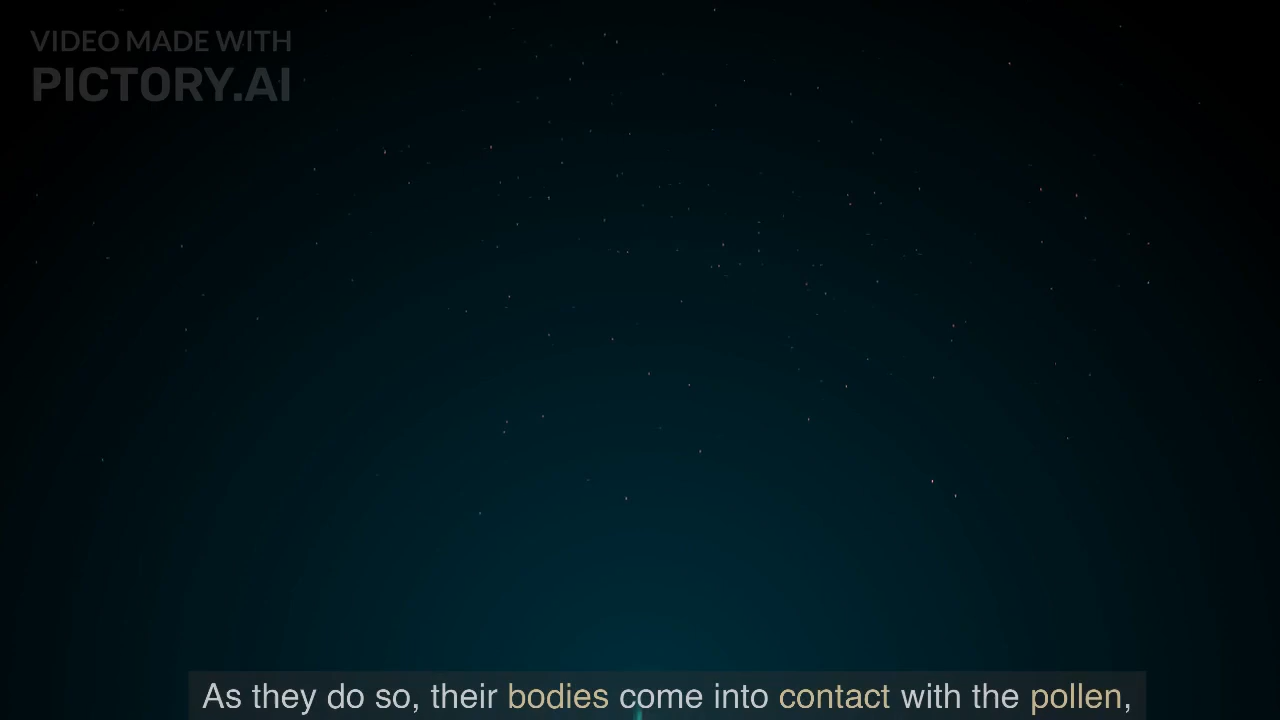 VIDEO MADE WITH
PICTORY.AI
As they do so, their bodies come into contact with the pollen,